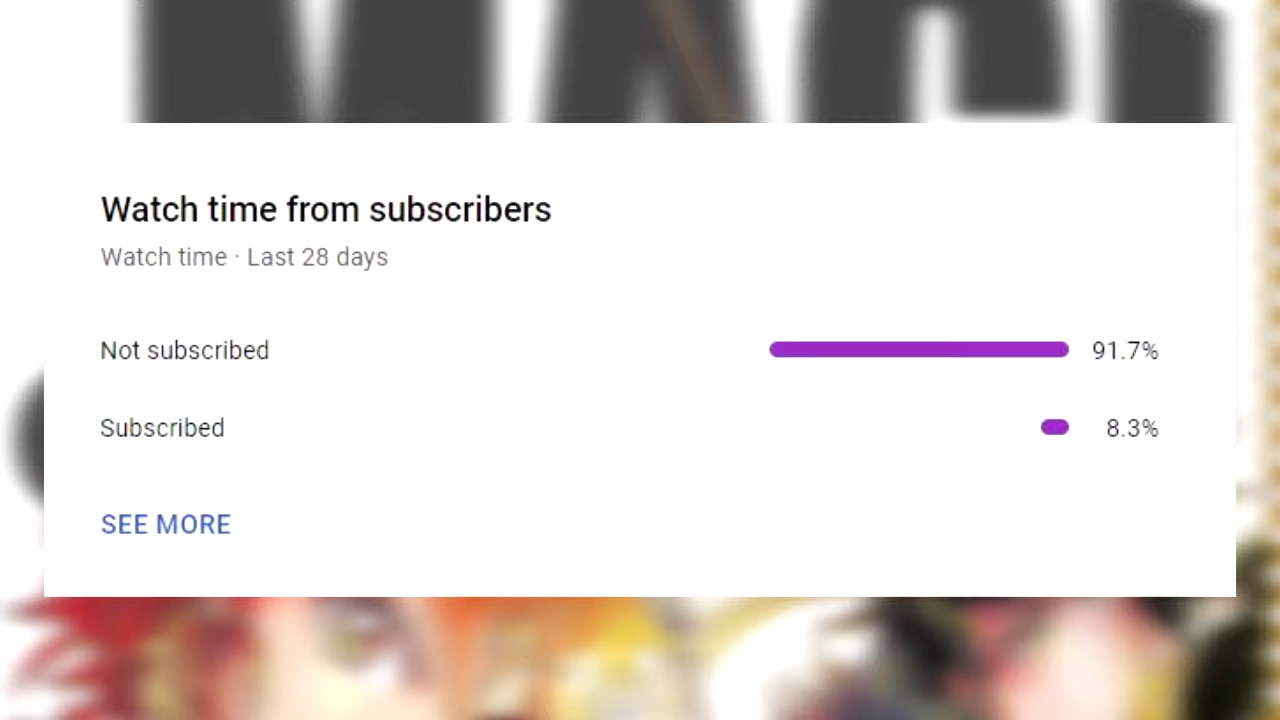 Watch time from subscribers
Watch time · Last 28 days
Not subscribed 91.7%
Subscribed 8.3%
SEE MORE